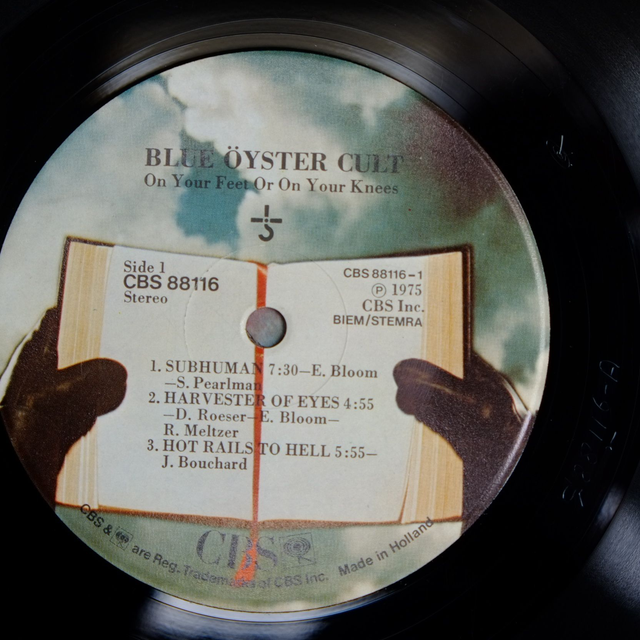 BLUE ÖYSTER CULT
On Your Feet Or On Your Knees
Side 1
CBS 88116
Stereo
CBS 88116-1
Ⓟ 1975
CBS Inc.
BIEM/STEMRA
1. SUBHUMAN 7:30—E. Bloom
—S. Pearlman
2. HARVESTER OF EYES 4:55
—D. Roeser—E. Bloom—
R. Meltzer
3. HOT RAILS TO HELL 5:55—
J. Bouchard
CBS
CBS & are Reg. Trademarks of CBS Inc. Made in Holland